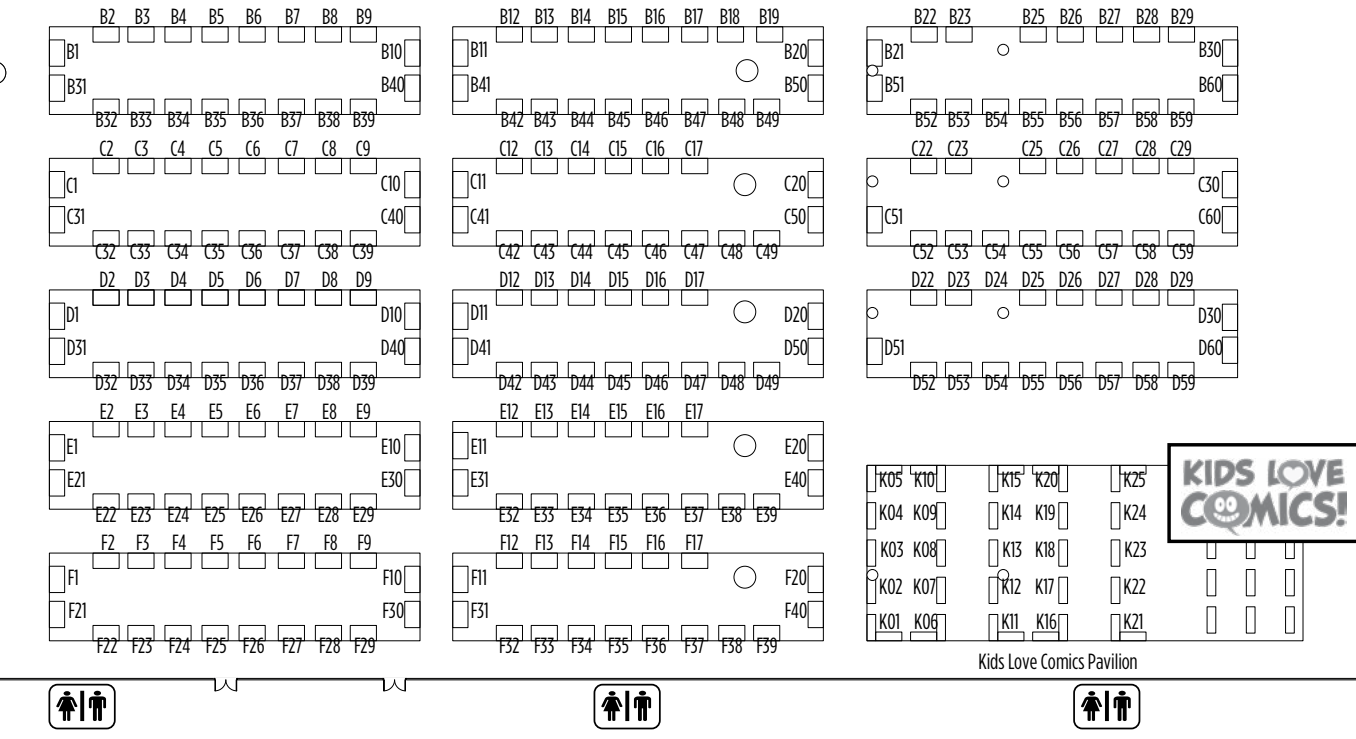 B2 B3 B4 B5 B6 B7 B8 B9 B12 B13 B14 B15 B16 B17 B18 B19 B22 B23 B25 B26 B27 B28 B29
B1 B10 B11 B20 B21 B30
B31 B40 B41 B50 B51 B60
B32 B33 B34 B35 B36 B37 B38 B39 B42 B43 B44 B45 B46 B47 B48 B49 B52 B53 B54 B55 B56 B57 B58 B59
C2 C3 C4 C5 C6 C7 C8 C9 C12 C13 C14 C15 C16 C17 C22 C23 C25 C26 C27 C28 C29
C1 C10 C11 C20 C30
C31 C40 C41 C50 C51 C60
C32 C33 C34 C35 C36 C37 C38 C39 C42 C43 C44 C45 C46 C47 C48 C49 C52 C53 C54 C55 C56 C57 C58 C59
D2 D3 D4 D5 D6 D7 D8 D9 D12 D13 D14 D15 D16 D17 D22 D23 D24 D25 D26 D27 D28 D29
D1 D10 D11 D20 D30
D31 D40 D41 D50 D51 D60
D32 D33 D34 D35 D36 D37 D38 D39 D42 D43 D44 D45 D46 D47 D48 D49 D52 D53 D54 D55 D56 D57 D58 D59
E2 E3 E4 E5 E6 E7 E8 E9 E12 E13 E14 E15 E16 E17
E1 E10 E11 E20
E21 E30 E31 E40
E22 E23 E24 E25 E26 E27 E28 E29 E32 E33 E34 E35 E36 E37 E38 E39
F2 F3 F4 F5 F6 F7 F8 F9 F12 F13 F14 F15 F16 F17
F1 F10 F11 F20
F21 F30 F31 F40
F22 F23 F24 F25 F26 F27 F28 F29 F32 F33 F34 F35 F36 F37 F38 F39
K05 K10 K15 K20 K25
K04 K09 K14 K19 K24
K03 K08 K13 K18 K23
K02 K07 K12 K17 K22
K01 K06 K11 K16 K21
KIDS LOVE
COMICS!
Kids Love Comics Pavilion